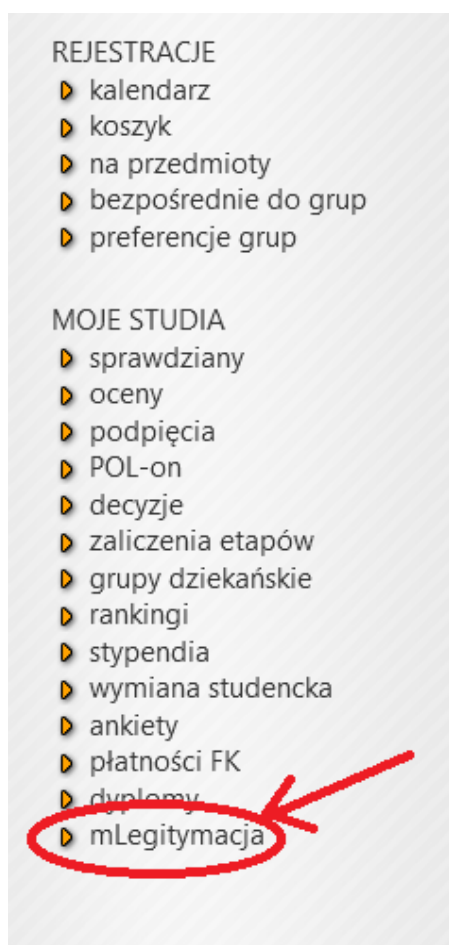 REJESTRACJE
kalendarz
koszyk
na przedmioty
bezpośrednie do grup
preferencje grup
MOJE STUDIA
sprawdziany
oceny
podpięcia
POL-on
decyzje
zaliczenia etapów
grupy dziekańskie
rankingi
stypendia
wymiana studencka
ankiety
płatności FK
dyplomy
mLegitymacja